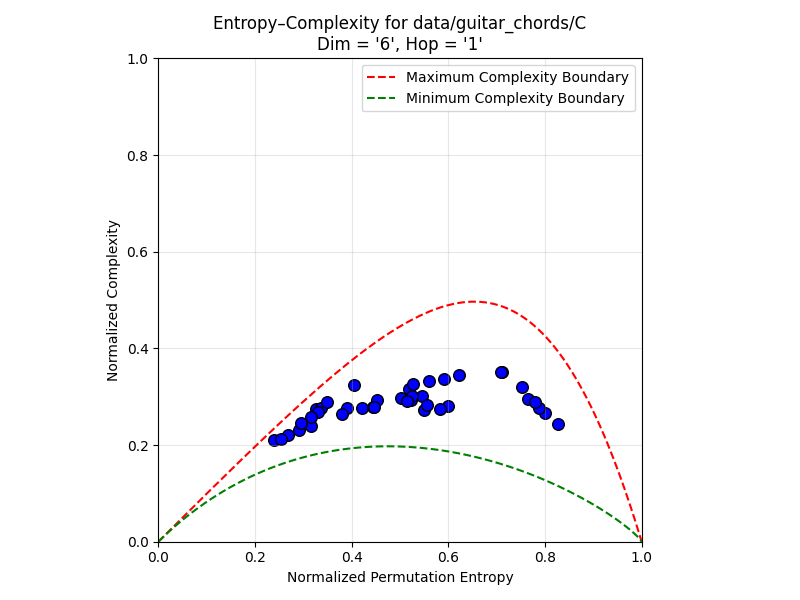 Entropy–Complexity for data/guitar_chords/C
Dim = '6', Hop = '1'
Maximum Complexity Boundary
Minimum Complexity Boundary
Normalized Complexity
1.0
0.8
0.6
0.4
0.2
0.0
0.0 0.2 0.4 0.6 0.8 1.0
Normalized Permutation Entropy